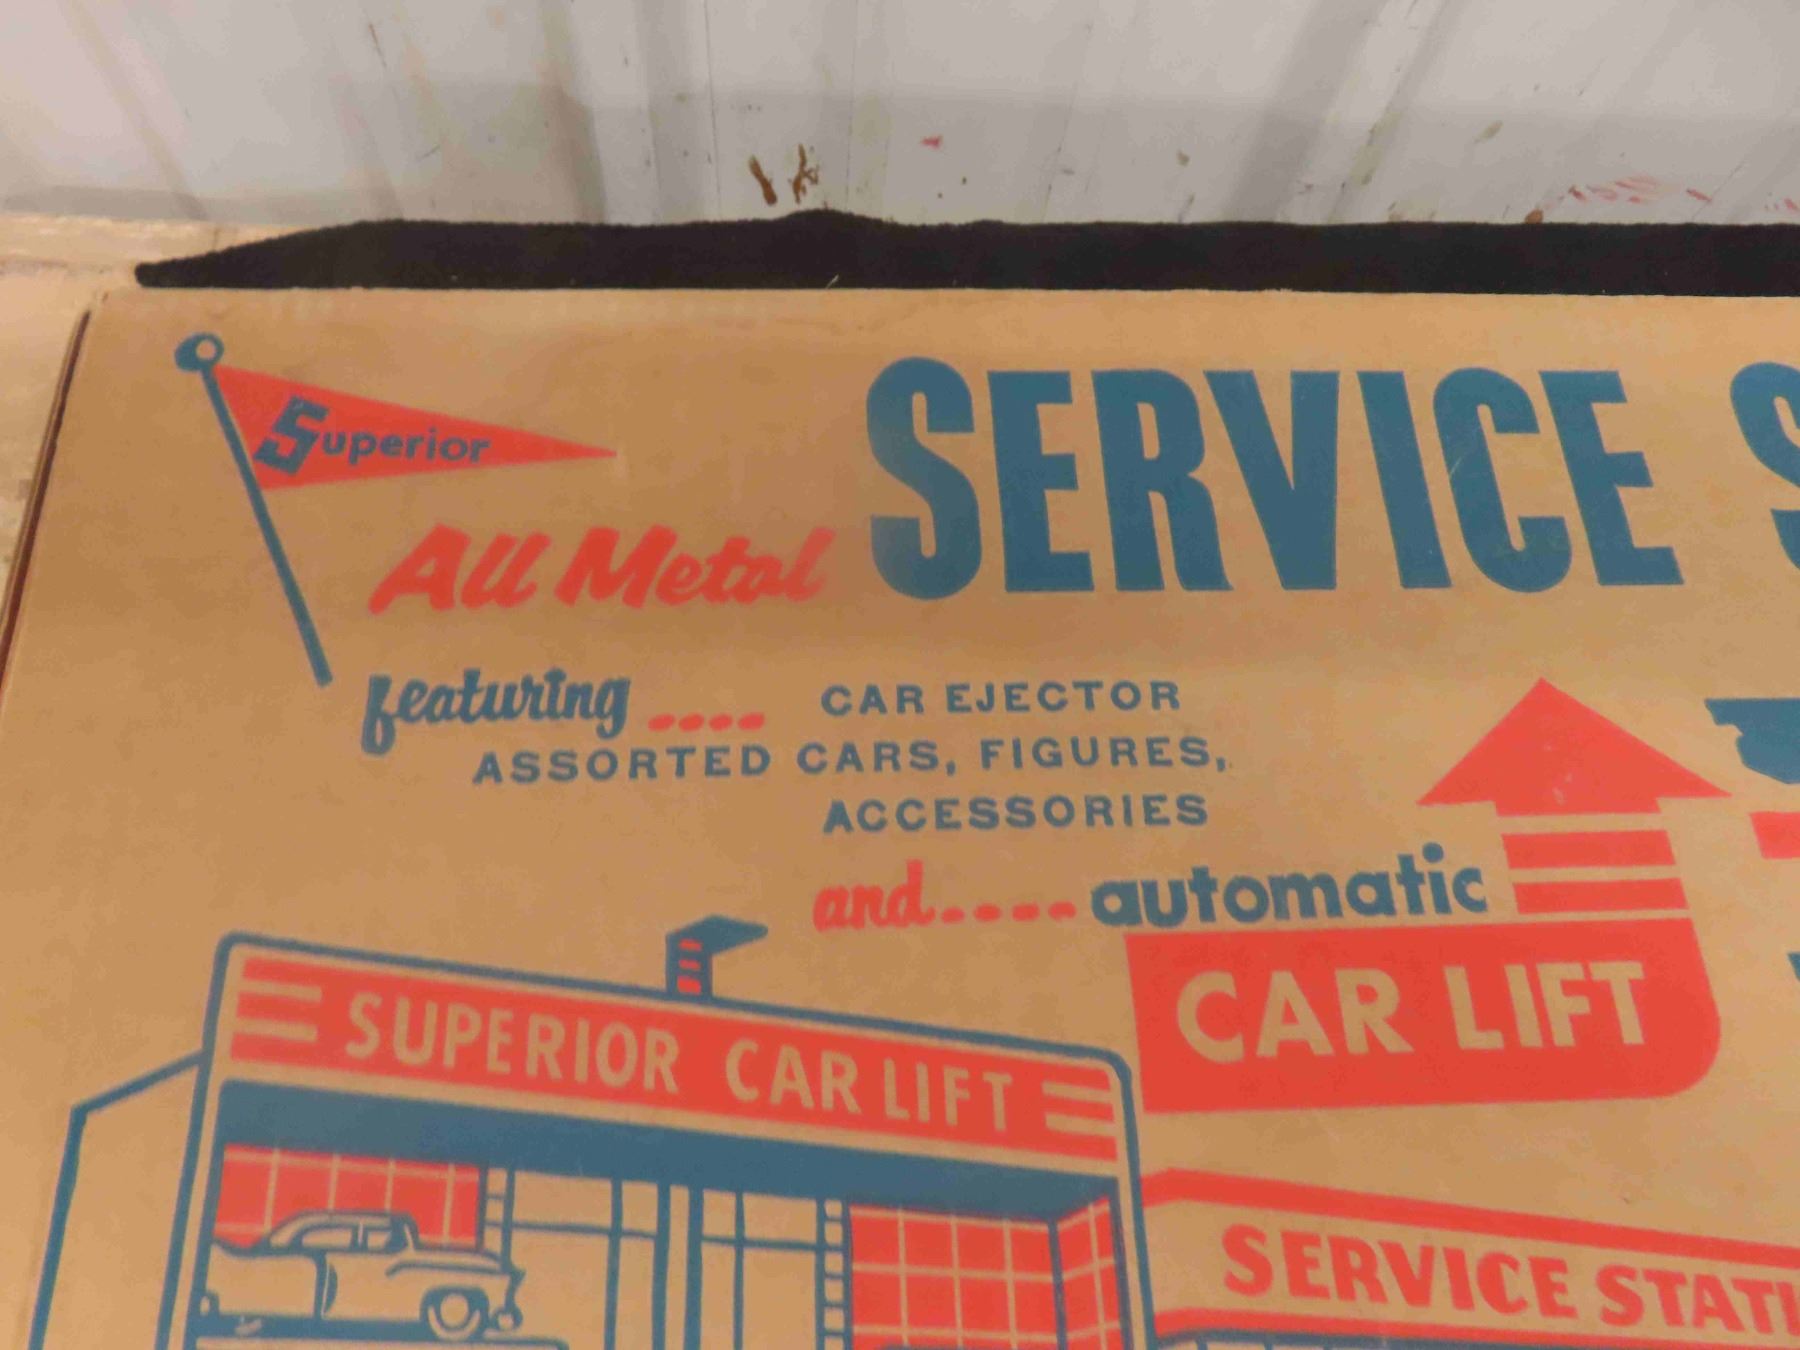 Superior
All Metal SERVICE S
featuring .... CAR EJECTOR
ASSORTED CARS, FIGURES,
ACCESSORIES
and.... automatic
CAR LIFT
SUPERIOR CAR LIFT
SERVICE STATI